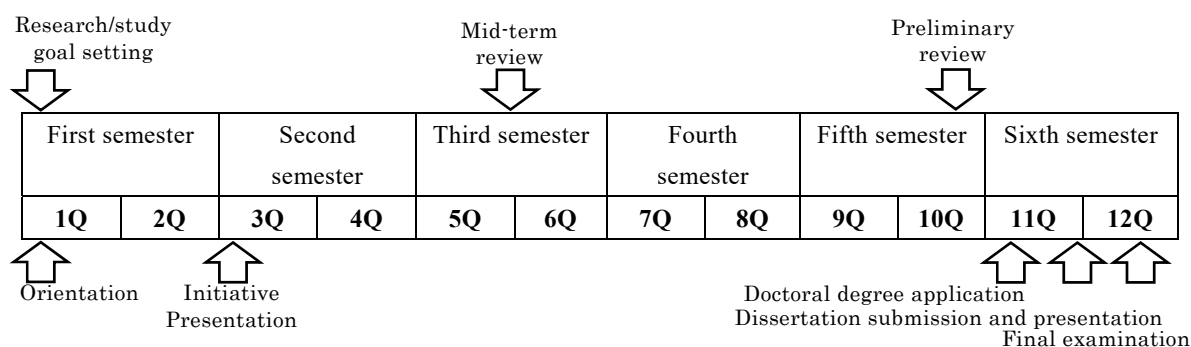 Research/study
goal setting
Mid-term
review
Preliminary
review
First semester
Second
semester
Third semester
Fourth
semester
Fifth semester
Sixth semester
1Q 2Q 3Q 4Q 5Q 6Q 7Q 8Q 9Q 10Q 11Q 12Q
Orientation
Initiative
Presentation
Doctoral degree application
Dissertation submission and presentation
Final examination